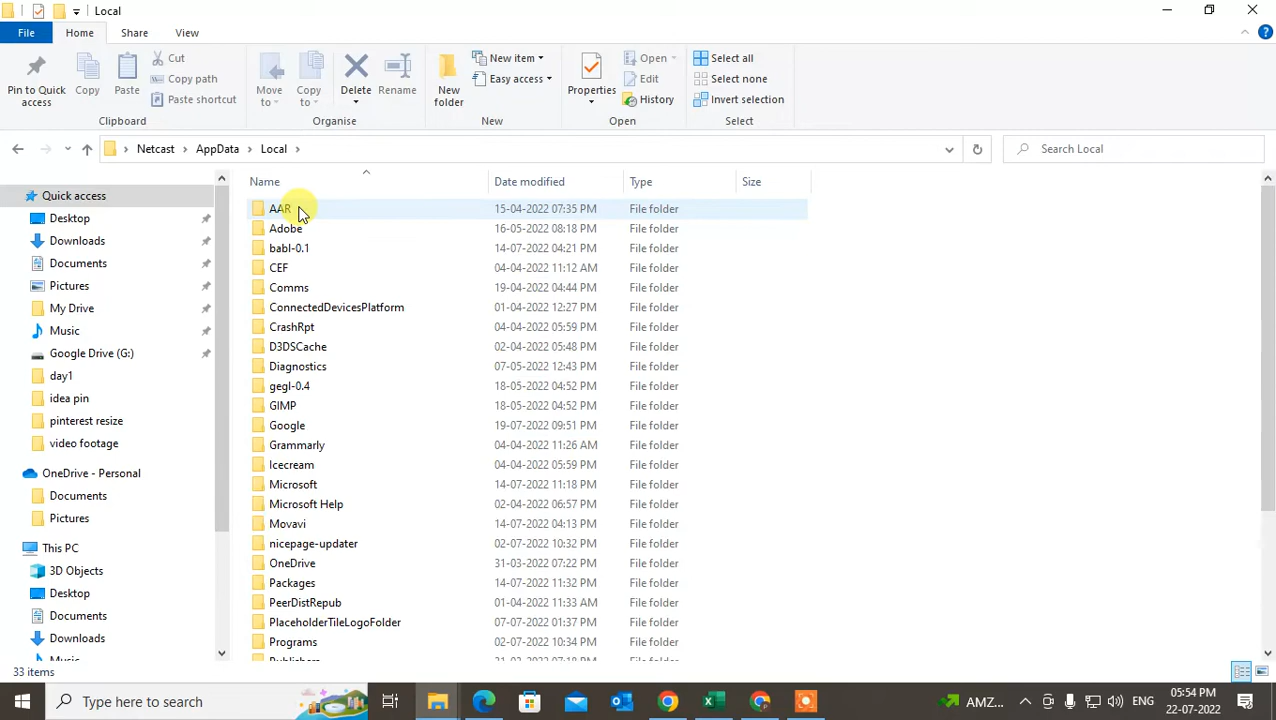 Local
File Home Share View
Pin to Quick access
Copy
Paste
Cut
Copy path
Paste shortcut
Clipboard
Move to
Copy to
Delete
Rename
Organise
New folder
New item
Easy access
New
Properties
Open
Edit
History
Open
Select all
Select none
Invert selection
Select
Netcast > AppData > Local >
Search Local
Quick access
Desktop
Downloads
Documents
Pictures
My Drive
Music
Google Drive (G:)
day1
idea pin
pinterest resize
video footage
OneDrive - Personal
Documents
Pictures
This PC
3D Objects
Desktop
Documents
Downloads
Music
Name Date modified Type Size
AAR 15-04-2022 07:35 PM File folder
Adobe 16-05-2022 08:18 PM File folder
babl-0.1 14-07-2022 04:21 PM File folder
CEF 04-04-2022 11:12 AM File folder
Comms 19-04-2022 04:44 PM File folder
ConnectedDevicesPlatform 01-04-2022 12:27 PM File folder
CrashRpt 04-04-2022 05:59 PM File folder
D3DSCache 02-04-2022 05:48 PM File folder
Diagnostics 07-05-2022 12:43 PM File folder
gegl-0.4 18-05-2022 04:52 PM File folder
GIMP 18-05-2022 04:52 PM File folder
Google 19-07-2022 09:51 PM File folder
Grammarly 04-04-2022 11:26 AM File folder
Icecream 04-04-2022 05:59 PM File folder
Microsoft 14-07-2022 11:18 PM File folder
Microsoft Help 02-04-2022 06:57 PM File folder
Movavi 14-07-2022 04:13 PM File folder
nicepage-updater 02-07-2022 10:32 PM File folder
OneDrive 31-03-2022 07:22 PM File folder
Packages 14-07-2022 11:32 PM File folder
PeerDistRepub 01-04-2022 11:33 AM File folder
PlaceholderTileLogoFolder 07-07-2022 01:37 PM File folder
Programs 02-07-2022 10:34 PM File folder
33 items
Type here to search
AMZ...
ENG
05:54 PM
22-07-2022